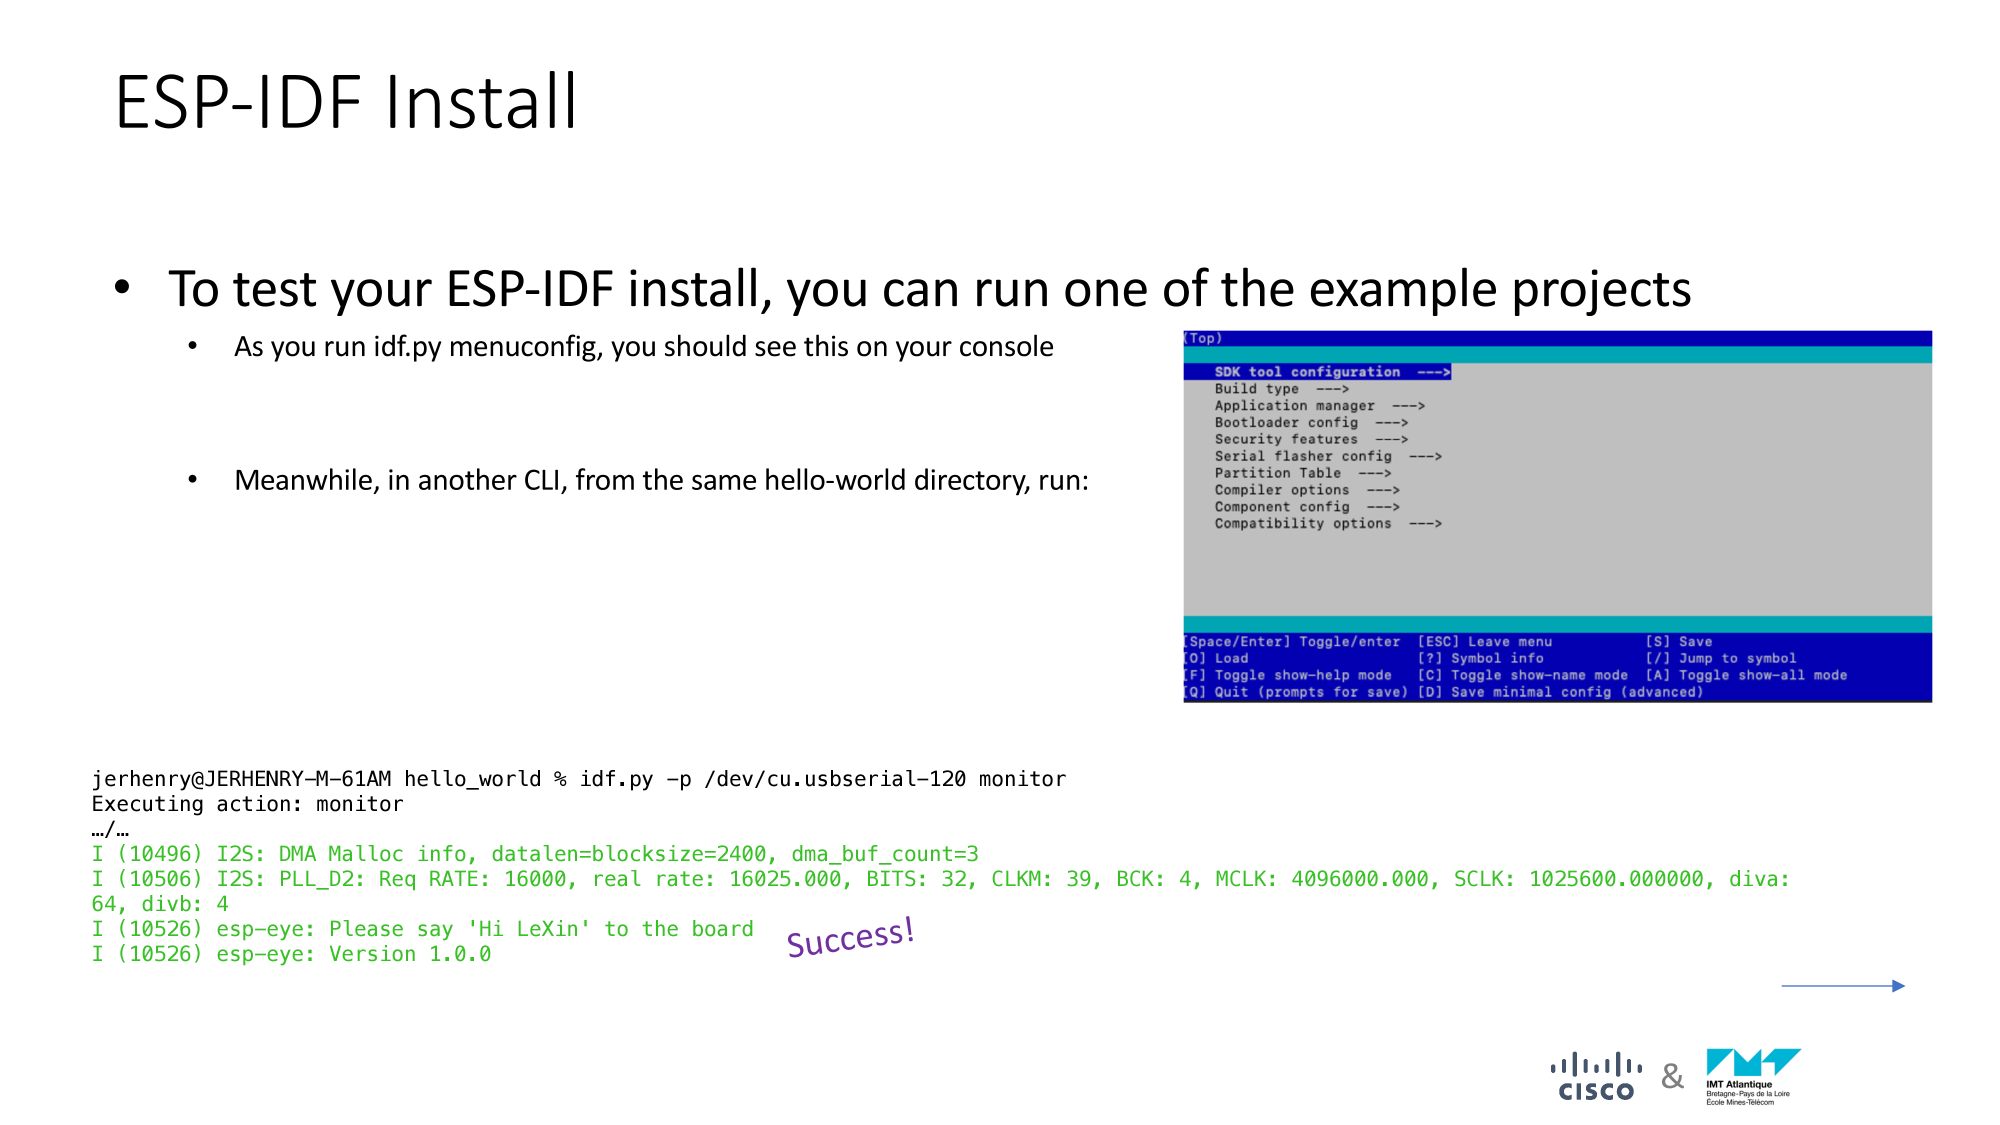 ESP-IDF Install
• To test your ESP-IDF install, you can run one of the example projects
• As you run idf.py menuconfig, you should see this on your console
• Meanwhile, in another CLI, from the same hello-world directory, run:
(Top)
SDK tool configuration --->
Build type --->
Application manager --->
Bootloader config --->
Security features --->
Serial flasher config --->
Partition Table --->
Compiler options --->
Component config --->
Compatibility options --->
[Space/Enter] Toggle/enter [ESC] Leave menu [S] Save
[O] Load [?] Symbol info [/] Jump to symbol
[F] Toggle show-help mode [C] Toggle show-name mode [A] Toggle show-all mode
[Q] Quit (prompts for save) [D] Save minimal config (advanced)
jerhenry@JERHENRY-M-61AM hello_world % idf.py -p /dev/cu.usbserial-120 monitor
Executing action: monitor
…/…
I (10496) I2S: DMA Malloc info, datalen=blocksize=2400, dma_buf_count=3
I (10506) I2S: PLL_D2: Req RATE: 16000, real rate: 16025.000, BITS: 32, CLKM: 39, BCK: 4, MCLK: 4096000.000, SCLK: 1025600.000000, diva:
64, divb: 4
I (10526) esp-eye: Please say 'Hi LeXin' to the board
I (10526) esp-eye: Version 1.0.0
Success!
CISCO & IMT Atlantique
Bretagne-Pays de la Loire
École Mines-Télécom